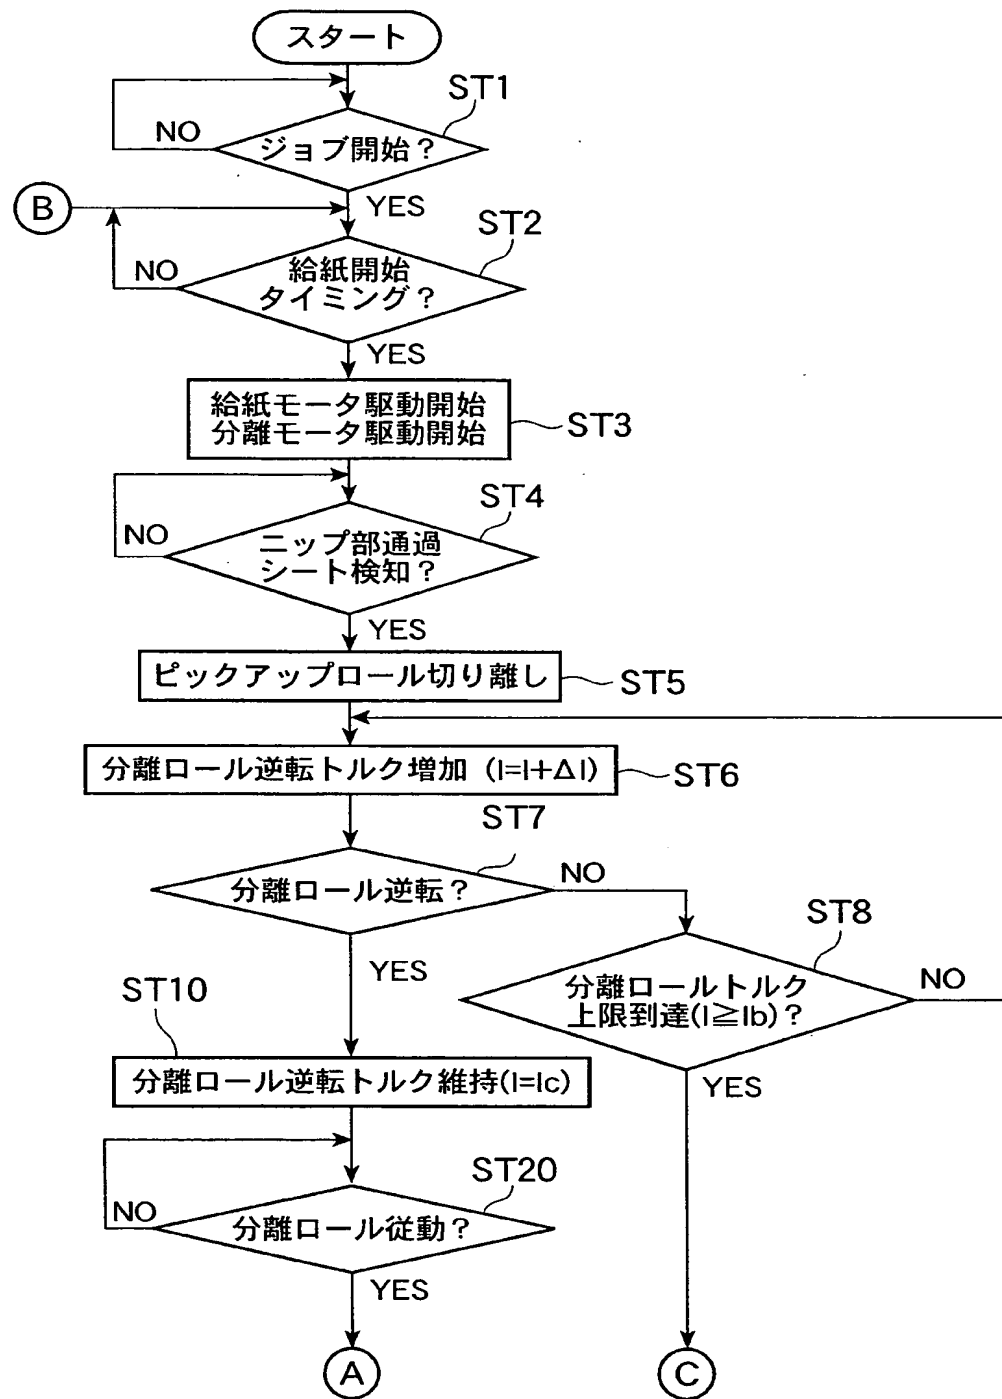 スタート
ST1
ジョブ開始？
NO
YES
B
ST2
給紙開始
タイミング？
NO
YES
給紙モータ駆動開始
分離モータ駆動開始
ST3
ST4
ニップ部通過
シート検知？
NO
YES
ピックアップロール切り離し
ST5
分離ロール逆転トルク増加 (I=I+ΔI)
ST6
ST7
分離ロール逆転？
NO
YES
ST8
分離ロールトルク
上限到達(I≧Ib)？
NO
YES
ST10
分離ロール逆転トルク維持(I=Ic)
ST20
分離ロール従動？
NO
YES
A
C